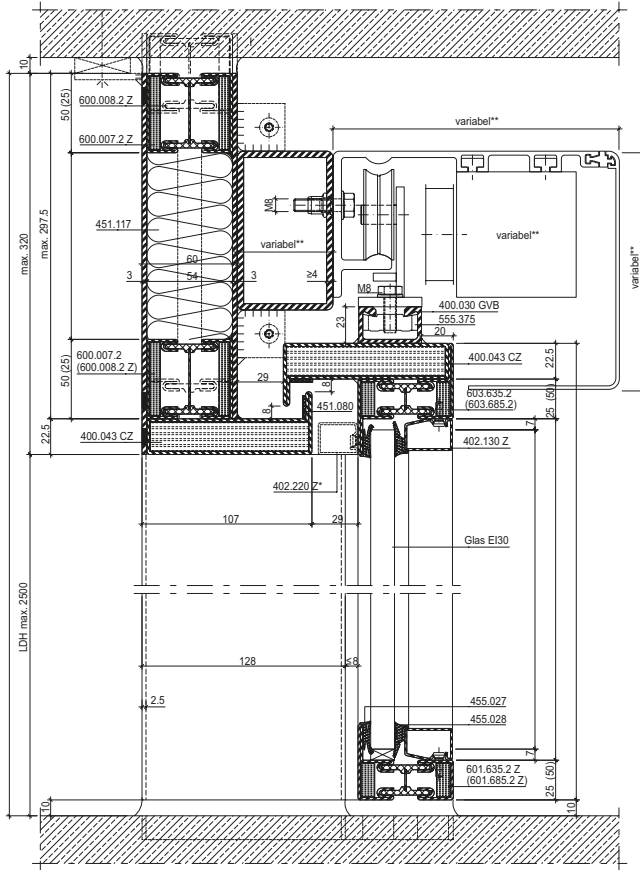 10
variabel**
50 (25)
600.008.2 Z
600.007.2 Z
M8
451.117
variabel**
variabel**
variabel**
max. 320
max. 297.5
60
3
54
3
≥4
M8
400.030 GVB
555.375
23
20
400.043 CZ
22.5
600.007.2
(600.008.2 Z)
50 (25)
29
8
8
451.080
603.635.2
(603.685.2)
25 (50)
7
22.5
400.043 CZ
402.130 Z
402.220 Z*
107
29
Glas EI30
LDH max. 2500
128
≤8
2.5
455.027
455.028
7
601.635.2 Z
(601.685.2 Z)
25 (50)
10
10